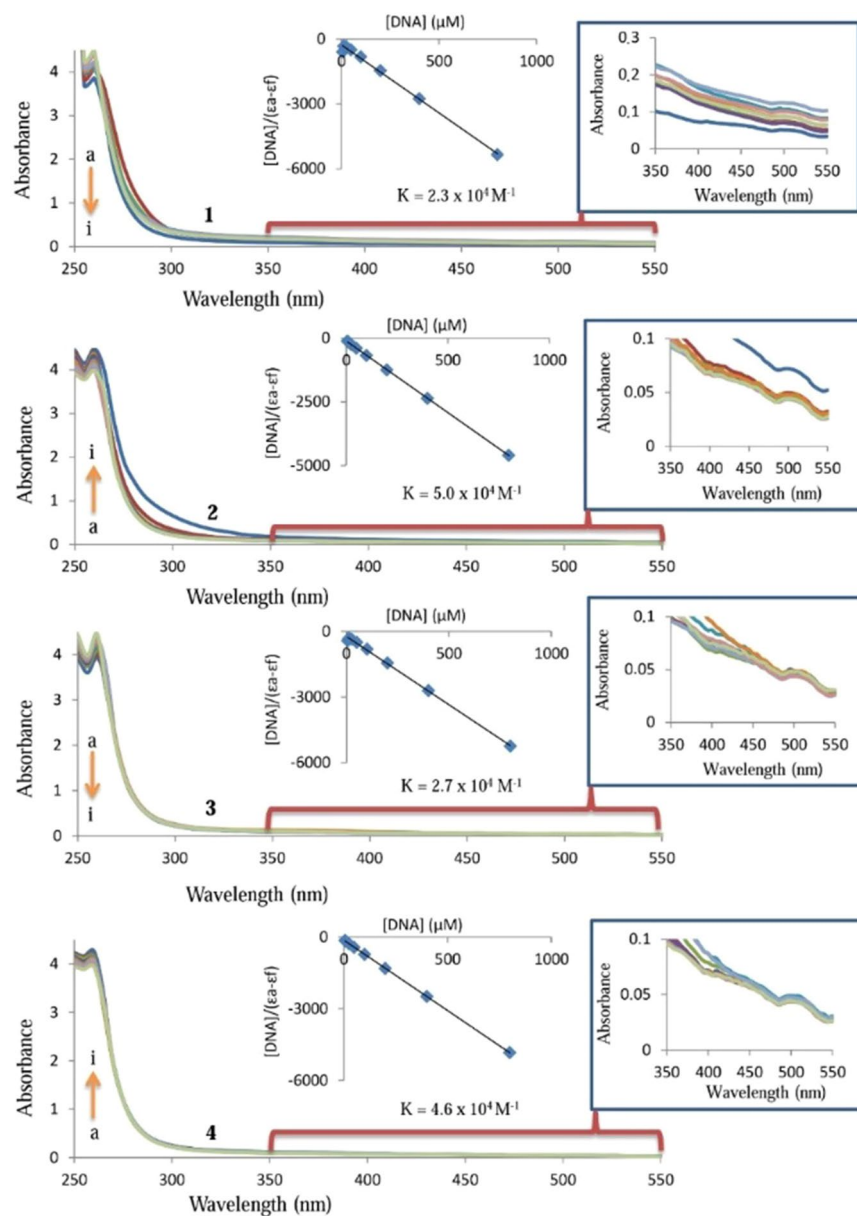 [DNA] (µM)
0
400
800
0
-3000
-6000
[DNA]/(εa-εf)
K = 2.3 x 10⁴ M⁻¹
0,3
0,2
0,1
0
Absorbance
350 400 450 500 550
Wavelength (nm)
4
3
2
1
0
Absorbance
a
i
1
250 300 350 400 450 500 550
Wavelength (nm)
[DNA] (µM)
0
500
1000
0
-2500
-5000
[DNA]/(εa-εf)
K = 5.0 x 10⁴ M⁻¹
0.1
0.05
0
Absorbance
350 400 450 500 550
Wavelength (nm)
4
3
2
1
0
Absorbance
i
a
2
250 300 350 400 450 500 550
Wavelength (nm)
[DNA] (µM)
0
500
1000
0
-3000
-6000
[DNA]/(εa-εf)
K = 2.7 x 10⁴ M⁻¹
0.1
0.05
0
Absorbance
350 400 450 500 550
Wavelength (nm)
4
3
2
1
0
Absorbance
a
i
3
250 300 350 400 450 500 550
Wavelength (nm)
[DNA] (µM)
0
500
1000
0
-3000
-6000
[DNA]/(εa-εf)
K = 4.6 x 10⁴ M⁻¹
0.1
0.05
0
Absorbance
350 400 450 500 550
Wavelength (nm)
4
3
2
1
0
Absorbance
i
a
4
250 300 350 400 450 500 550
Wavelength (nm)